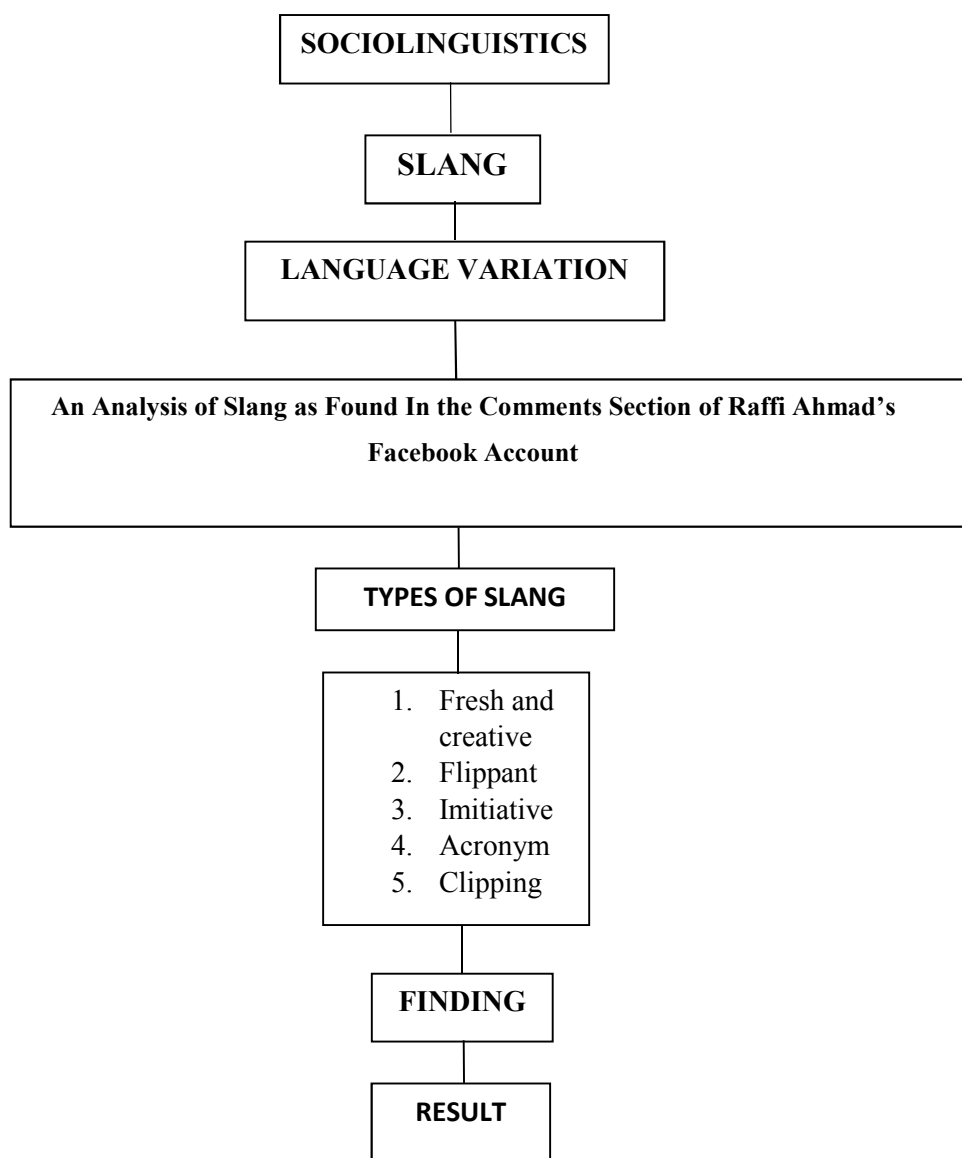 SOCIOLINGUISTICS
SLANG
LANGUAGE VARIATION
An Analysis of Slang as Found In the Comments Section of Raffi Ahmad’s
Facebook Account
TYPES OF SLANG
1. Fresh and
creative
2. Flippant
3. Imitiative
4. Acronym
5. Clipping
FINDING
RESULT